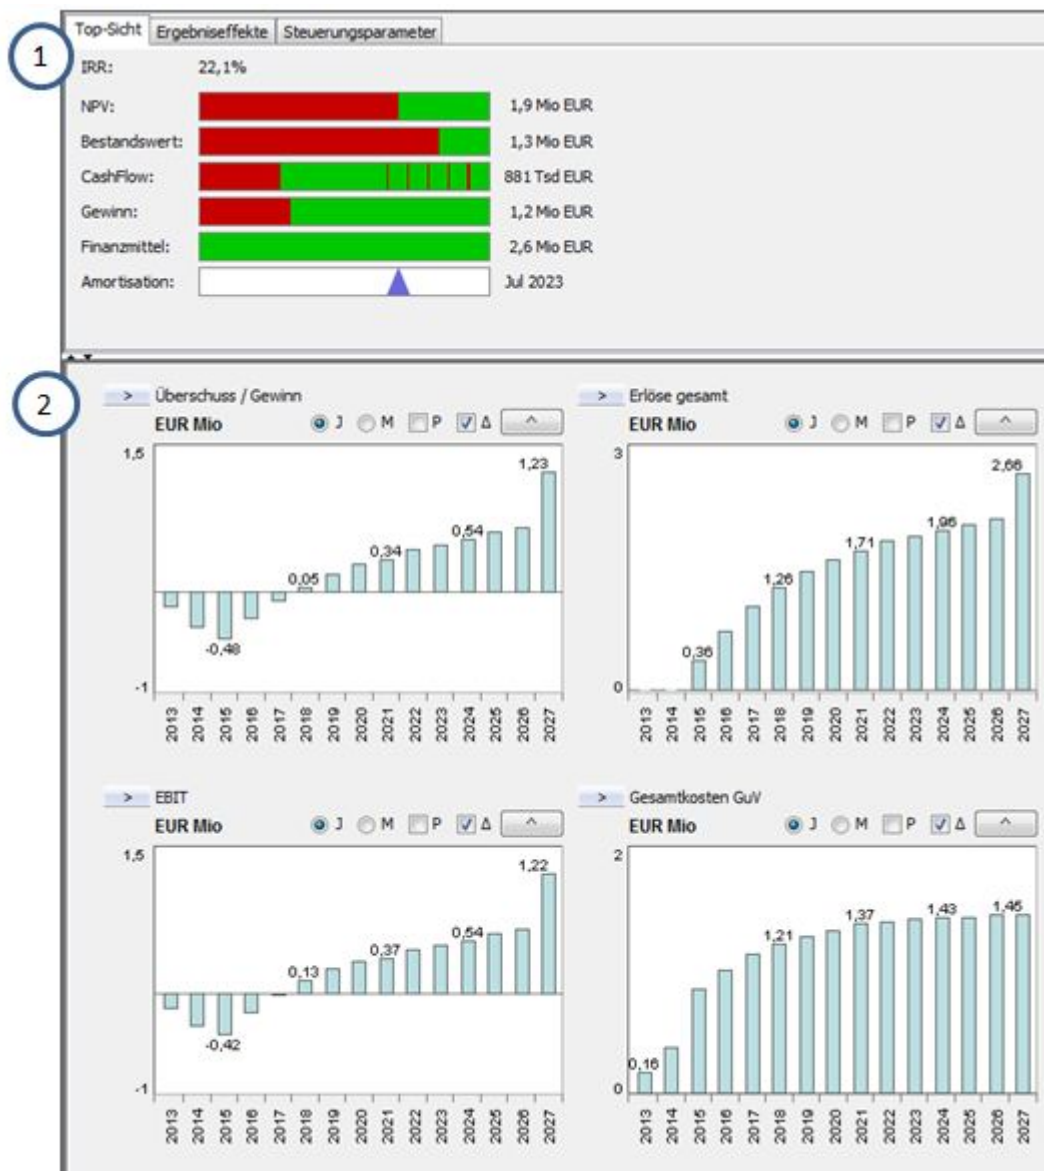 1
Top-Sicht Ergebniseffekte Steuerungsparameter
IRR: 22,1%
NPV: 1,9 Mio EUR
Bestandswert: 1,3 Mio EUR
CashFlow: 881 Tsd EUR
Gewinn: 1,2 Mio EUR
Finanzmittel: 2,6 Mio EUR
Amortisation: Jul 2023
2
> Überschuss / Gewinn
EUR Mio J M P Δ ^
1,5
1,23
0,54
0,34
0,05
-0,48
-1
2013 2014 2015 2016 2017 2018 2019 2020 2021 2022 2023 2024 2025 2026 2027
> Erlöse gesamt
EUR Mio J M P Δ ^
3
2,66
1,96
1,71
1,26
0,36
0
2013 2014 2015 2016 2017 2018 2019 2020 2021 2022 2023 2024 2025 2026 2027
> EBIT
EUR Mio J M P Δ ^
1,5
1,22
0,54
0,37
0,13
-0,42
-1
2013 2014 2015 2016 2017 2018 2019 2020 2021 2022 2023 2024 2025 2026 2027
> Gesamtkosten GuV
EUR Mio J M P Δ ^
2
1,46
1,43
1,37
1,21
0,16
0
2013 2014 2015 2016 2017 2018 2019 2020 2021 2022 2023 2024 2025 2026 2027